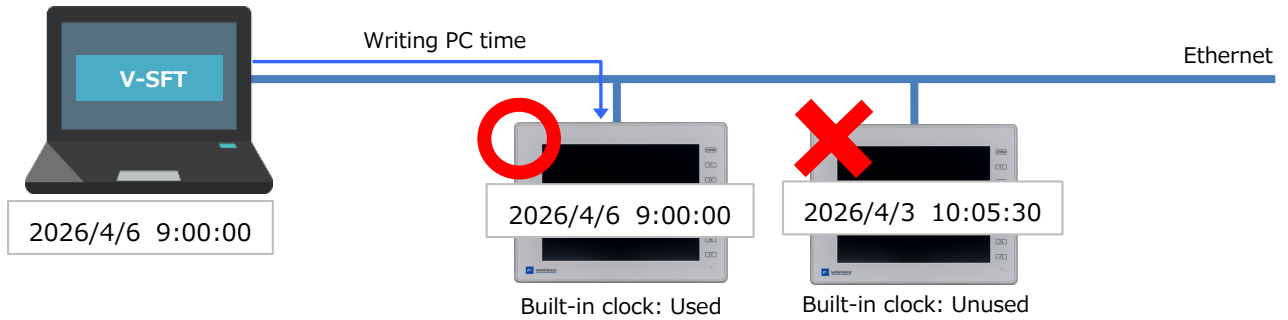 Writing PC time
Ethernet
V-SFT
2026/4/6 9:00:00
2026/4/6 9:00:00
2026/4/3 10:05:30
Built-in clock: Used
Built-in clock: Unused